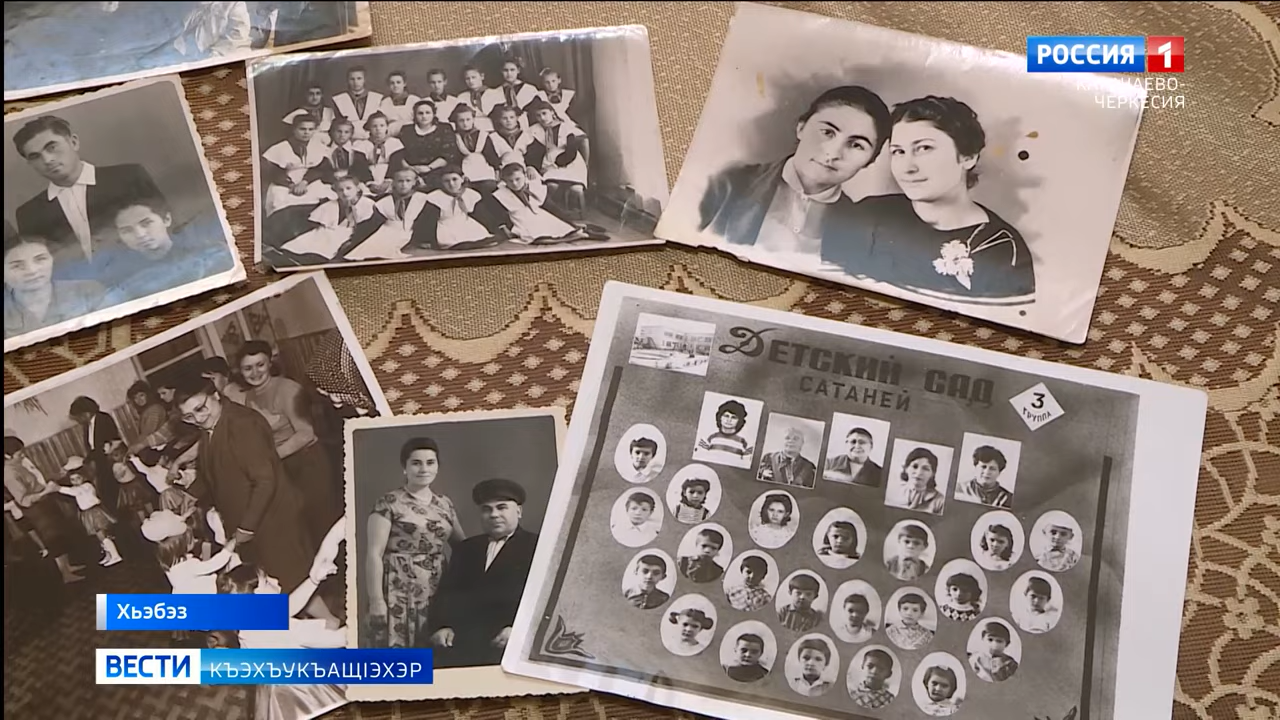 РОССИЯ 1
КАРАЧАЕВО-
ЧЕРКЕСИЯ
ДЕТСКИЙ САД
САТАНЕЙ
3
ГРУППА
Хьэбэз
ВЕСТИ КЪЭХЪУКЪАЩIЭХЭР